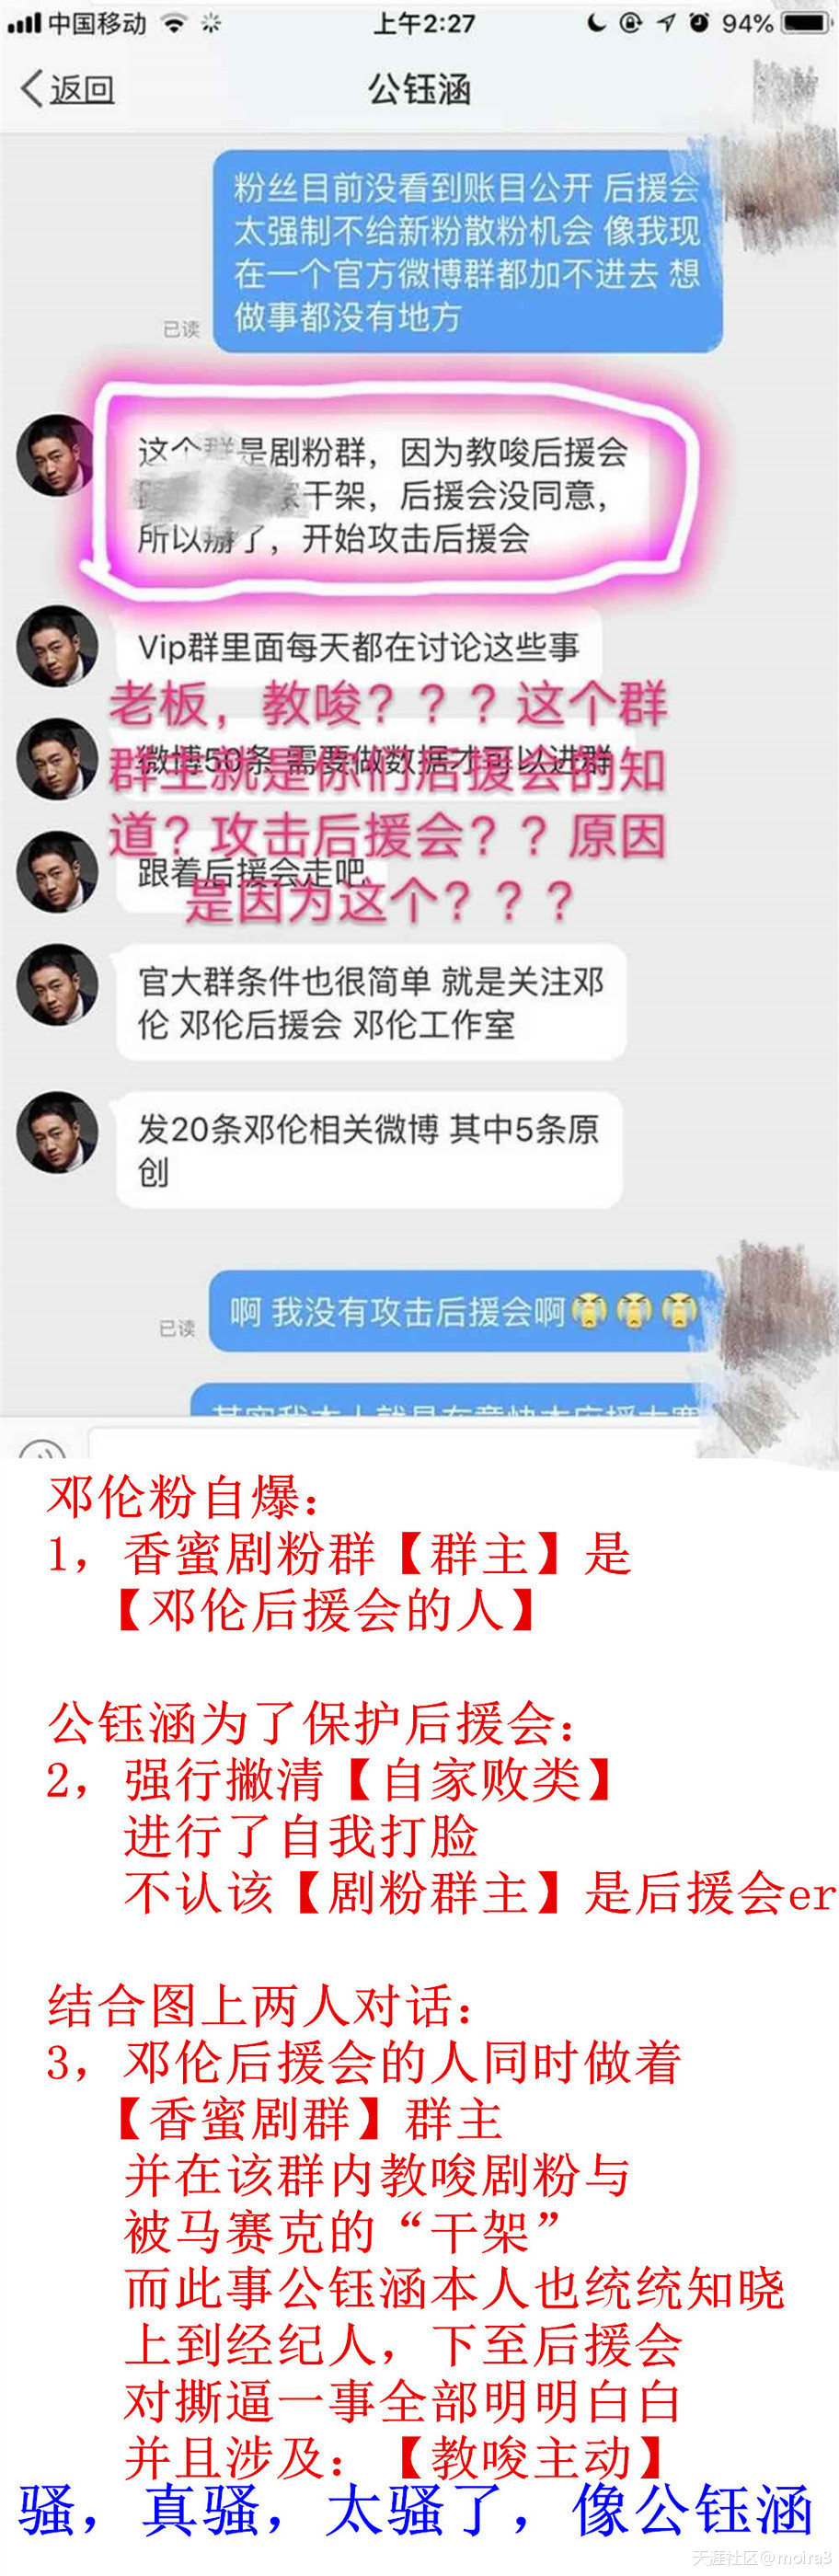 中国移动 上午2:27 94%
返回 公钰涵
粉丝目前没看到账目公开 后援会
太强制不给新粉散粉机会 像我现
在一个官方微博群都加不进去 想
做事都没有地方
已读
这个群是剧粉群，因为教唆后援会
干架，后援会没同意，
所以掰了，开始攻击后援会
Vip群里面每天都在讨论这些事
老板，教唆？？？这个群
微博50条 需要做数据才可以进群
群主就是你们后援会的知
道？攻击后援会？？原因
跟着后援会走吧
是因为这个？？？
官大群条件也很简单 就是关注邓
伦 邓伦后援会 邓伦工作室
发20条邓伦相关微博 其中5条原
创
啊 我没有攻击后援会啊😭😭😭
已读
邓伦粉自爆：
1，香蜜剧粉群【群主】是
【邓伦后援会的人】
公钰涵为了保护后援会：
2，强行撇清【自家败类】
进行了自我打脸
不认该【剧粉群主】是后援会er
结合图上两人对话：
3，邓伦后援会的人同时做着
【香蜜剧群】群主
并在该群内教唆剧粉与
被马赛克的“干架”
而此事公钰涵本人也统统知晓
上到经纪人，下至后援会
对撕逼一事全部明明白白
并且涉及：【教唆主动】
骚，真骚，太骚了，像公钰涵
天涯社区@moira3